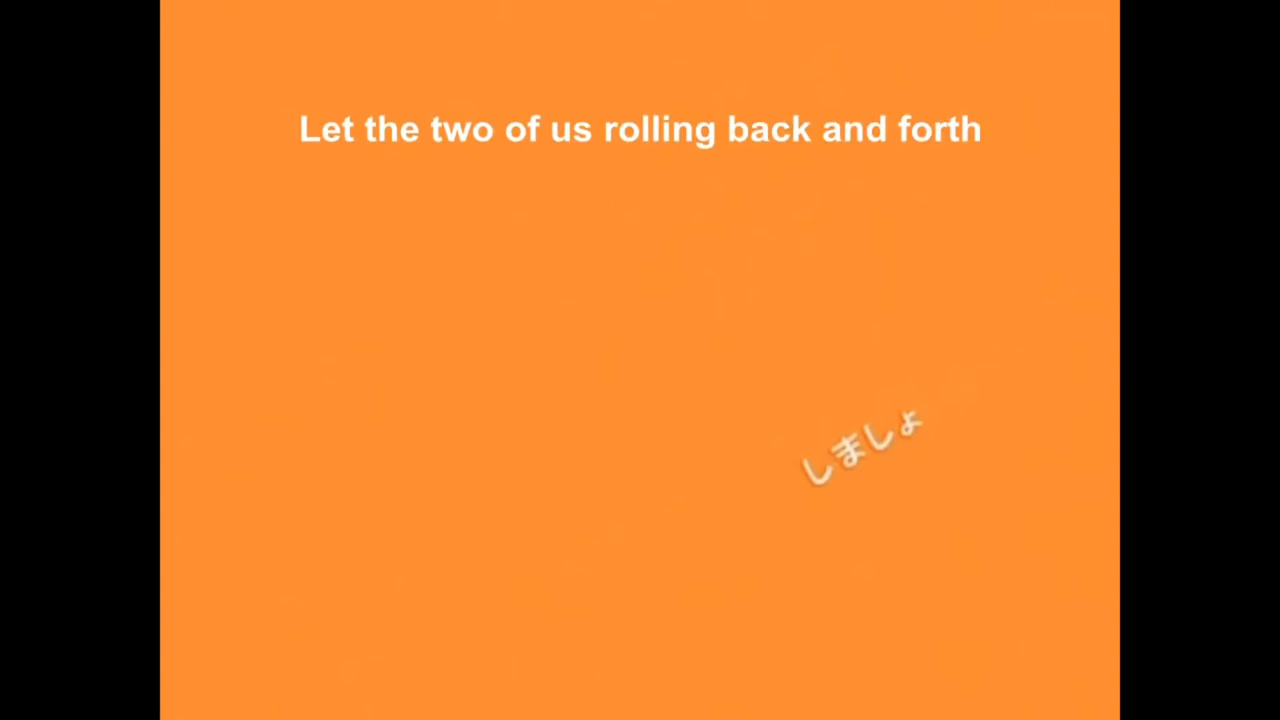 Let the two of us rolling back and forth
しましょ